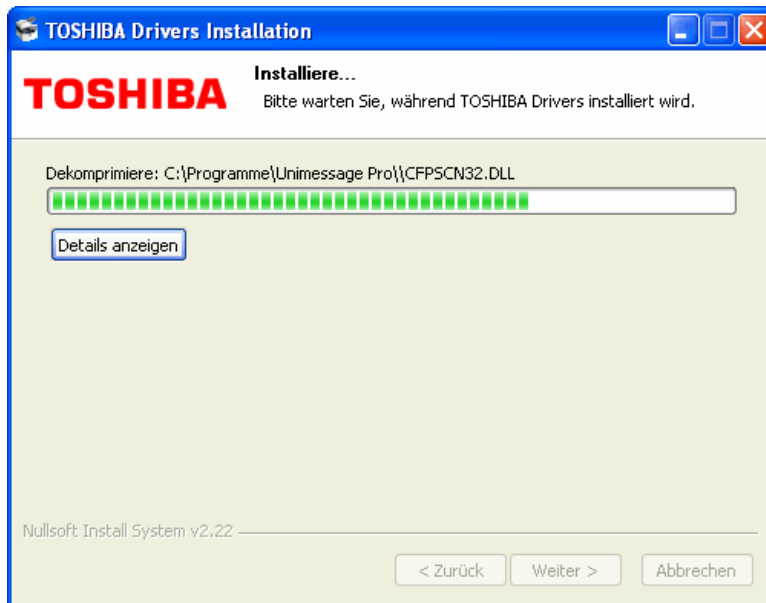 TOSHIBA Drivers Installation
TOSHIBA
Installiere...
Bitte warten Sie, während TOSHIBA Drivers installiert wird.
Dekomprimiere: C:\Programme\Unimessage Pro\\CFPSCN32.DLL
Details anzeigen
Nullsoft Install System v2.22
< Zurück
Weiter >
Abbrechen